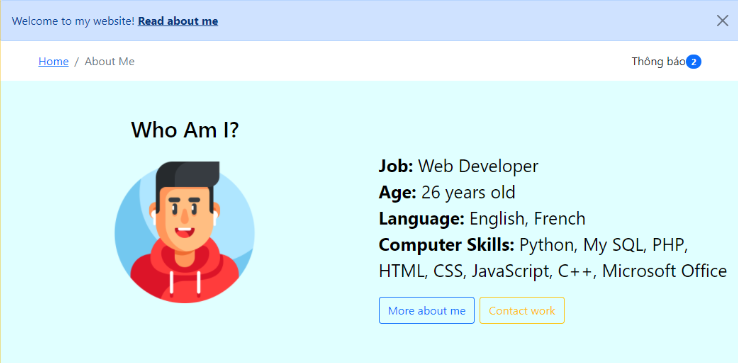 Welcome to my website! Read about me
Home / About Me
Thông báo 2
Who Am I?
Job: Web Developer
Age: 26 years old
Language: English, French
Computer Skills: Python, My SQL, PHP,
HTML, CSS, JavaScript, C++, Microsoft Office
More about me
Contact work